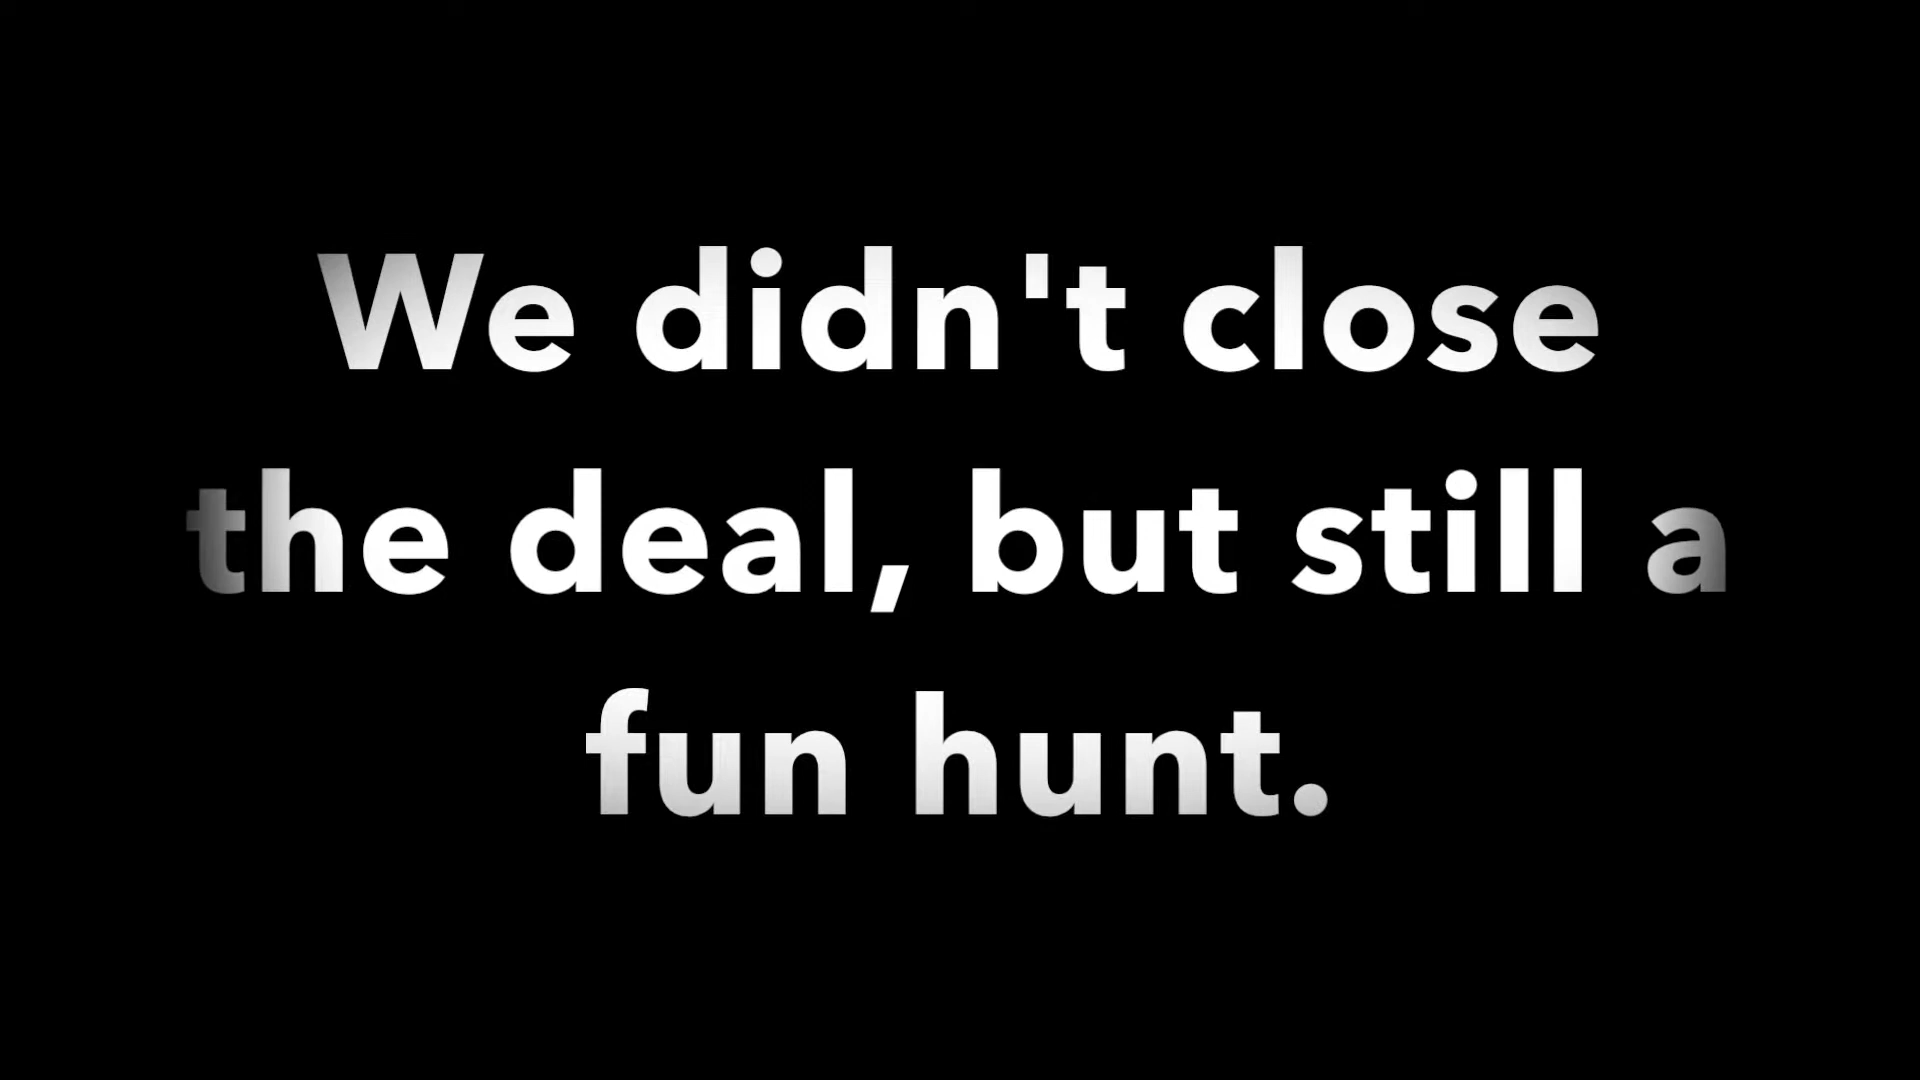 We didn't close
the deal, but still a
fun hunt.